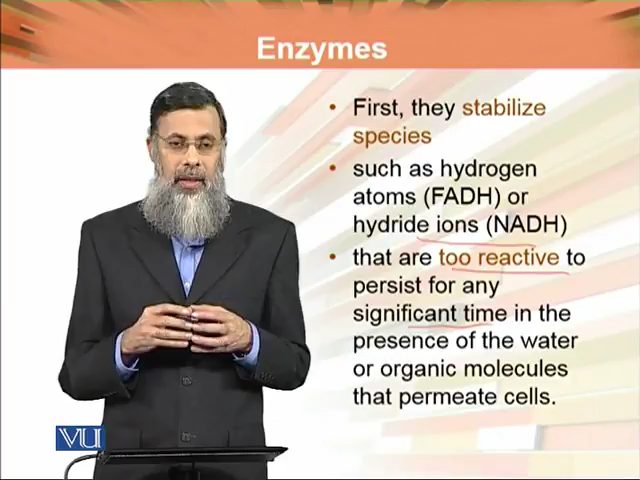 Enzymes
• First, they stabilize
species
• such as hydrogen
atoms (FADH) or
hydride ions (NADH)
• that are too reactive to
persist for any
significant time in the
presence of the water
or organic molecules
that permeate cells.
VU